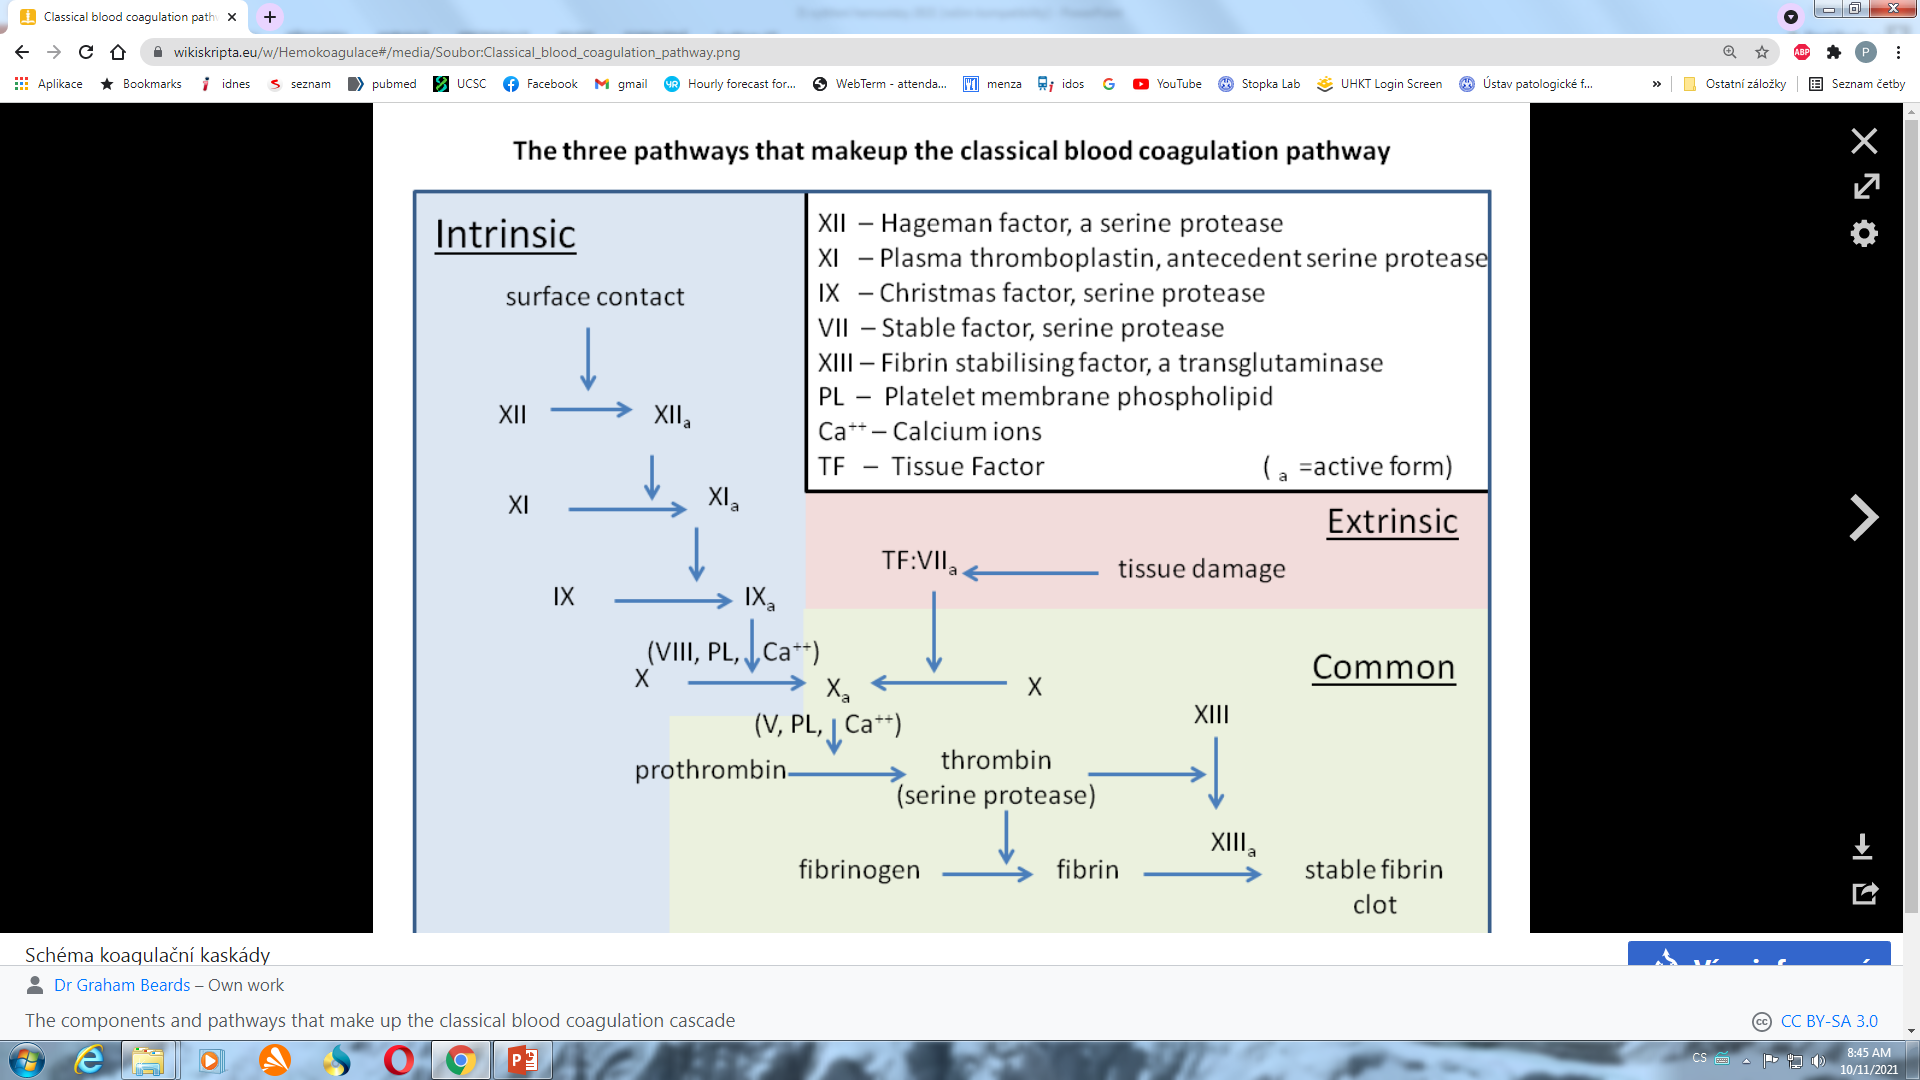 Classical blood coagulation path
wikiskripta.eu/w/Hemokoagulace#/media/Soubor:Classical_blood_coagulation_pathway.png
ABP
P
Aplikace
Bookmarks
idnes
seznam
pubmed
UCSC
Facebook
gmail
Hourly forecast for...
WebTerm - attenda...
menza
idos
YouTube
Stopka Lab
UHKT Login Screen
Ústav patologické f...
»
Ostatní záložky
Seznam četby
The three pathways that makeup the classical blood coagulation pathway
Intrinsic
surface contact
XII
XIIa
XI
XIa
IX
IXa
(VIII, PL, Ca++)
X
XII – Hageman factor, a serine protease
XI – Plasma thromboplastin, antecedent serine protease
IX – Christmas factor, serine protease
VII – Stable factor, serine protease
XIII – Fibrin stabilising factor, a transglutaminase
PL – Platelet membrane phospholipid
Ca++ – Calcium ions
TF – Tissue Factor ( a =active form)
Extrinsic
TF:VIIa
tissue damage
Common
Xa
X
(V, PL, Ca++)
XIII
prothrombin
thrombin
(serine protease)
XIIIa
fibrinogen
fibrin
stable fibrin
clot
Schéma koagulační kaskády
Dr Graham Beards – Own work
The components and pathways that make up the classical blood coagulation cascade
cc CC BY-SA 3.0
CS
8:45 AM
10/11/2021